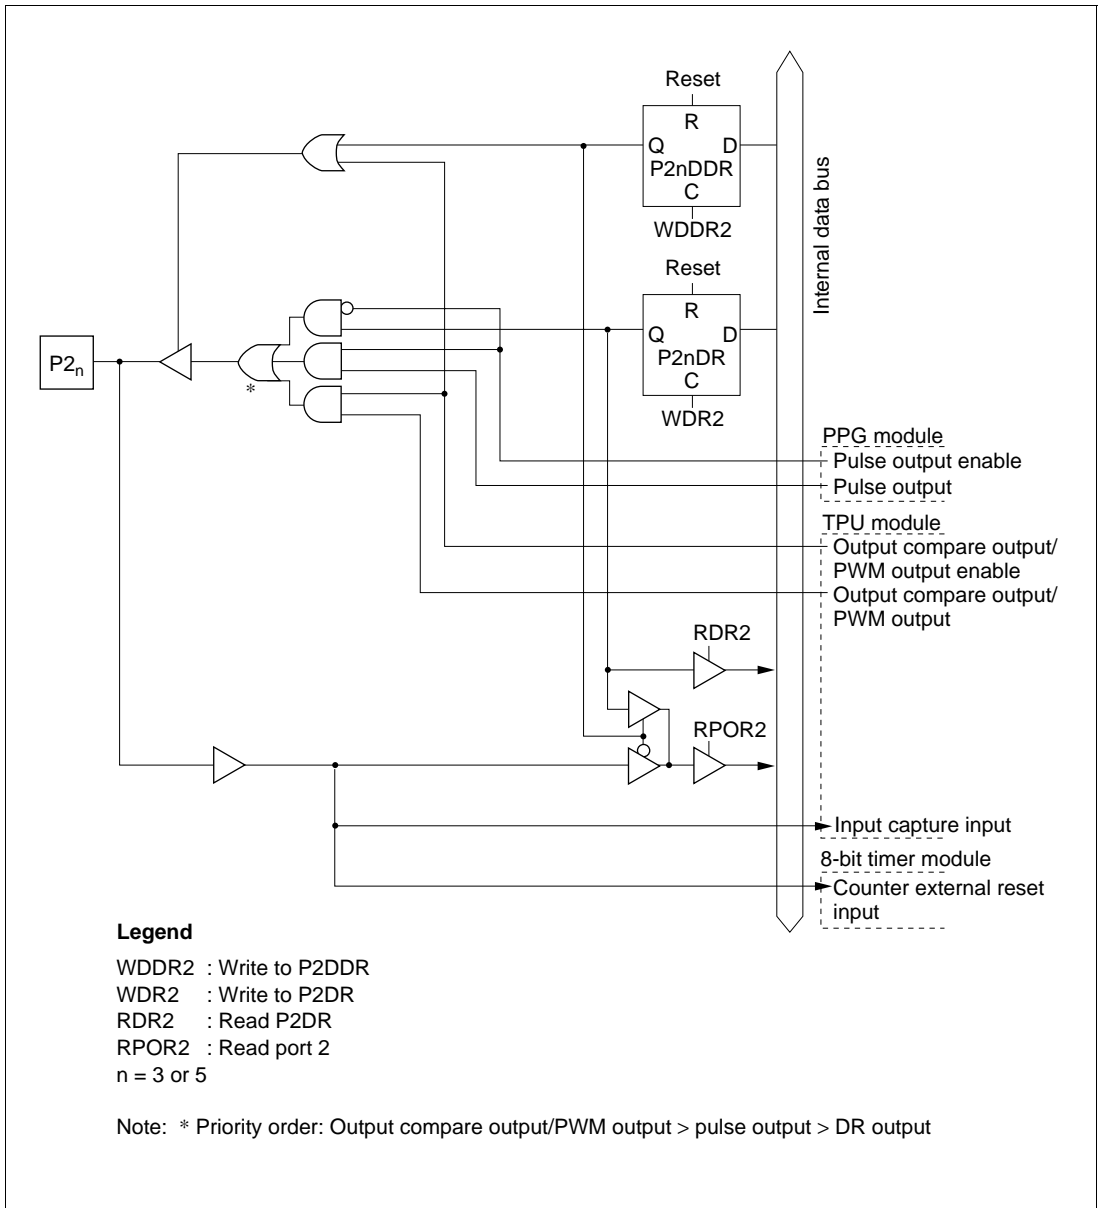 Reset
R
Q D
P2nDDR
C
WDDR2
Internal data bus
Reset
R
Q D
P2nDR
C
WDR2
P2n
*
PPG module
Pulse output enable
Pulse output
TPU module
Output compare output/
PWM output enable
Output compare output/
PWM output
RDR2
RPOR2
Input capture input
8-bit timer module
Counter external reset
input
Legend
WDDR2 : Write to P2DDR
WDR2 : Write to P2DR
RDR2 : Read P2DR
RPOR2 : Read port 2
n = 3 or 5
Note: * Priority order: Output compare output/PWM output > pulse output > DR output